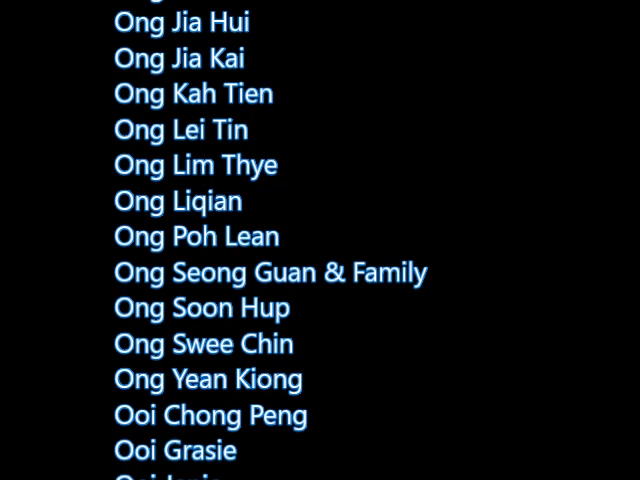 Ong Jia Hui
Ong Jia Kai
Ong Kah Tien
Ong Lei Tin
Ong Lim Thye
Ong Liqian
Ong Poh Lean
Ong Seong Guan & Family
Ong Soon Hup
Ong Swee Chin
Ong Yean Kiong
Ooi Chong Peng
Ooi Grasie
Ooi